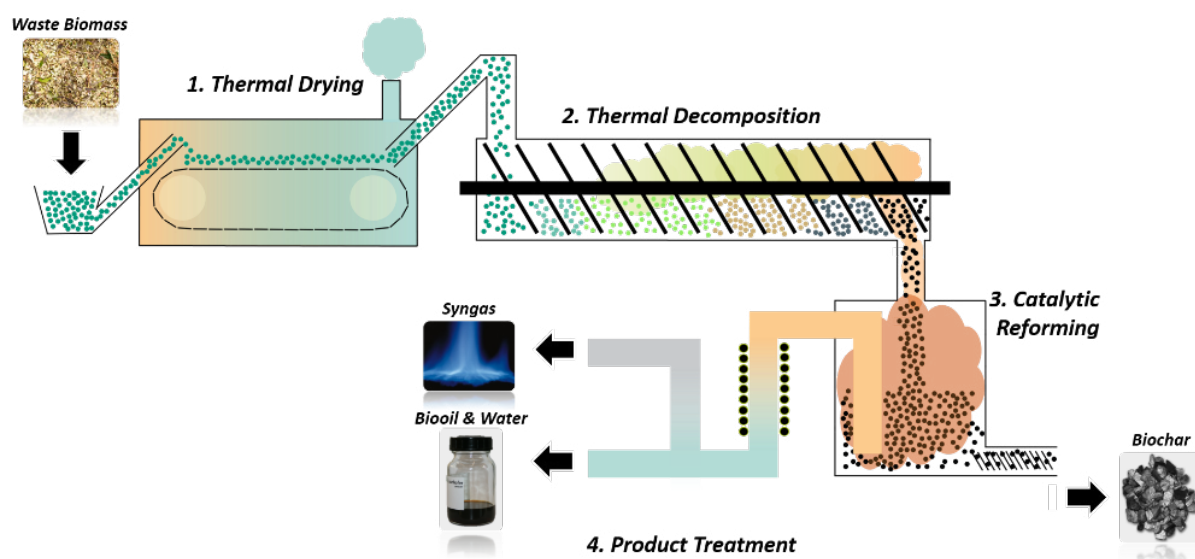 Waste Biomass
1. Thermal Drying
2. Thermal Decomposition
3. Catalytic
Reforming
Syngas
Biooil & Water
Biochar
4. Product Treatment